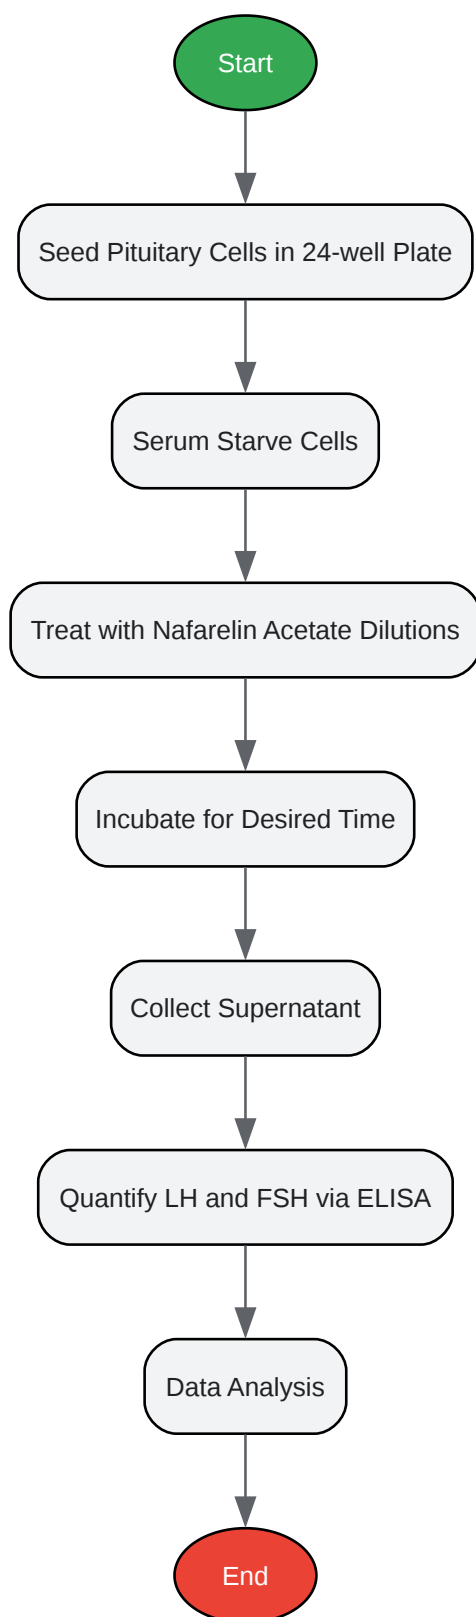 Start
Seed Pituitary Cells in 24-well Plate
Serum Starve Cells
Treat with Nafarelin Acetate Dilutions
Incubate for Desired Time
Collect Supernatant
Quantify LH and FSH via ELISA
Data Analysis
End